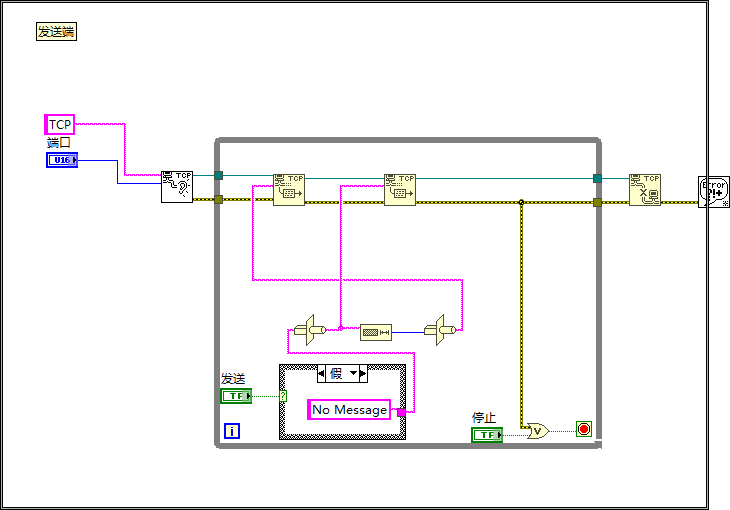 发送端
TCP
端口
U16
TCP
TCP
TCP
TCP
Error
?!+
发送
TF
?
假
No Message
i
停止
TF
V